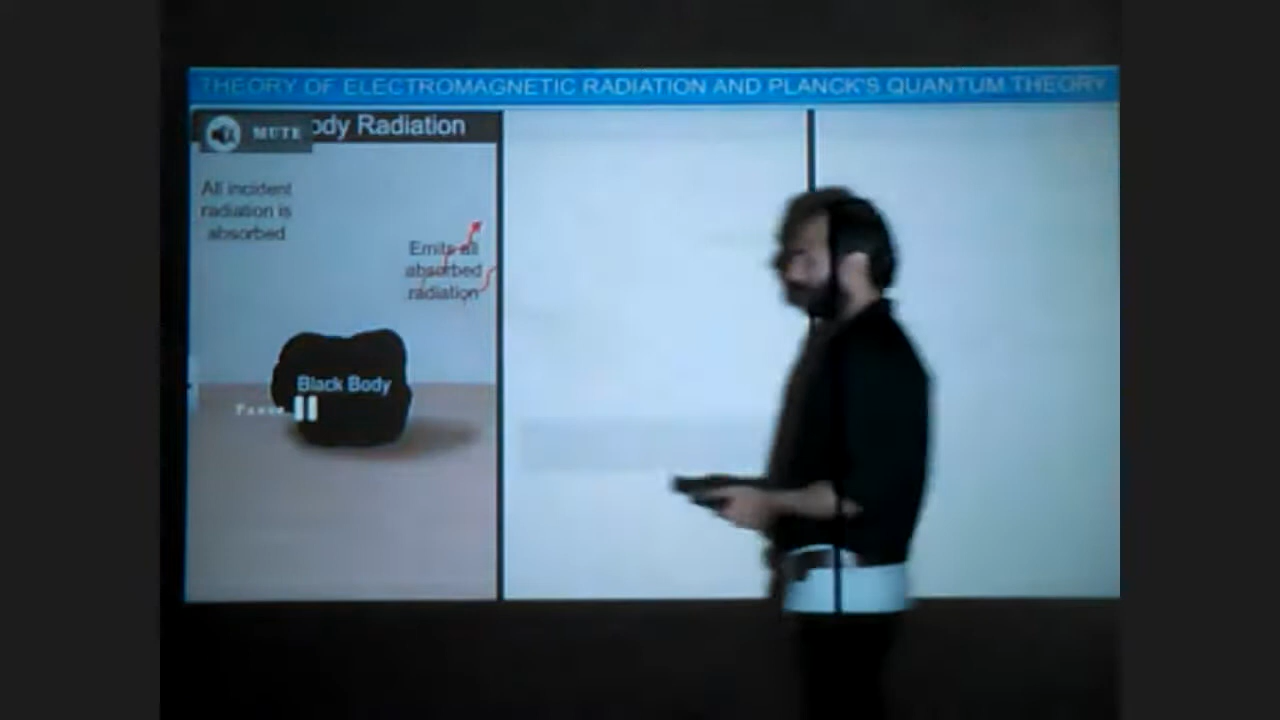 THEORY OF ELECTROMAGNETIC RADIATION AND PLANCK'S QUANTUM THEORY
MUTE
ody Radiation
All incident
radiation is
absorbed
Emits all
absorbed
radiation
Black Body
Pause